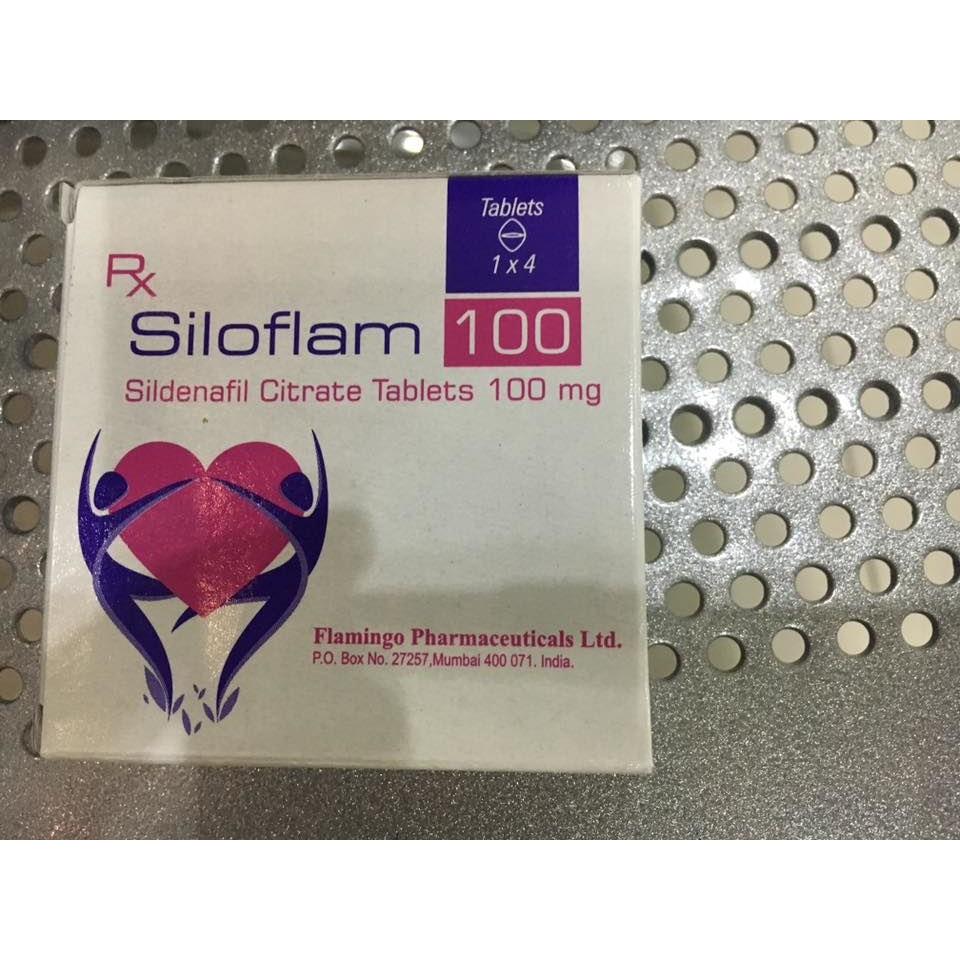 Tablets
1 x 4
Rx
Siloflam 100
Sildenafil Citrate Tablets 100 mg
Flamingo Pharmaceuticals Ltd.
P.O. Box No. 27257,Mumbai 400 071. India.